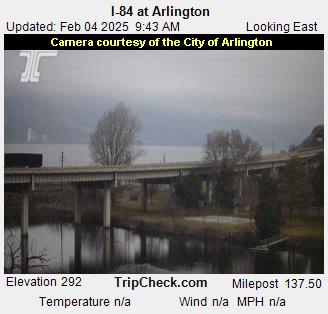 I-84 at Arlington
Updated: Feb 04 2025 9:43 AM Looking East
Camera courtesy of the City of Arlington
Elevation 292 TripCheck.com Milepost 137.50
Temperature n/a Wind n/a MPH n/a